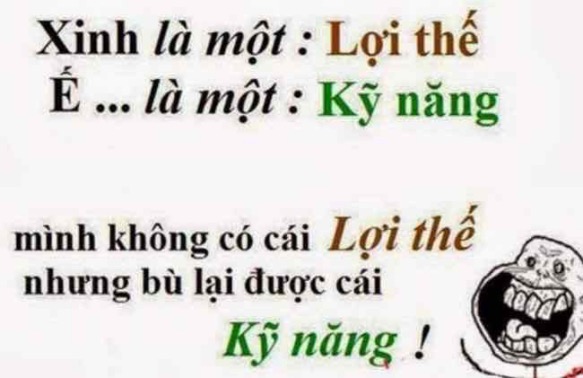 Xinh là một : Lợi thế
Ế ... là một : Kỹ năng
mình không có cái Lợi thế
nhưng bù lại được cái
Kỹ năng !